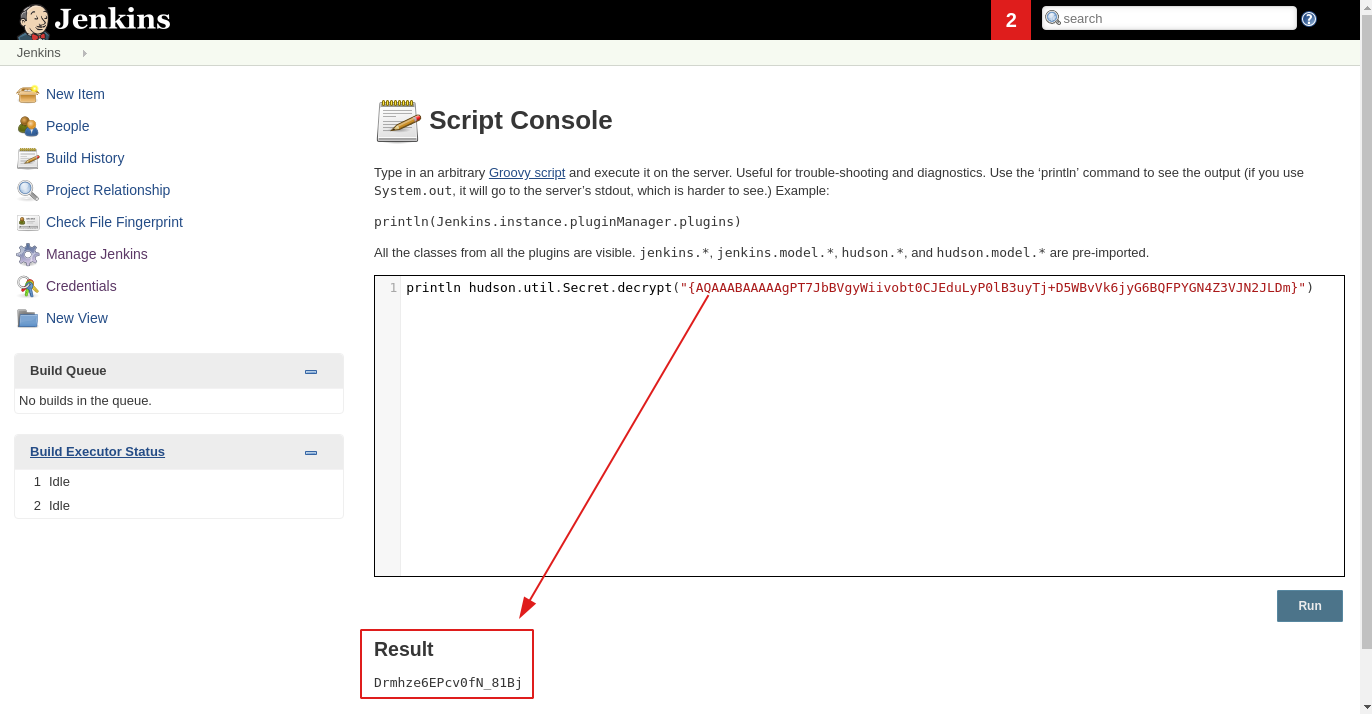 Jenkins
2
search
Jenkins
New Item
People
Build History
Project Relationship
Check File Fingerprint
Manage Jenkins
Credentials
New View
Build Queue
No builds in the queue.
Build Executor Status
1 Idle
2 Idle
Script Console
Type in an arbitrary Groovy script and execute it on the server. Useful for trouble-shooting and diagnostics. Use the ‘println’ command to see the output (if you use
System.out, it will go to the server’s stdout, which is harder to see.) Example:
println(Jenkins.instance.pluginManager.plugins)
All the classes from all the plugins are visible. jenkins.*, jenkins.model.*, hudson.*, and hudson.model.* are pre-imported.
1 println hudson.util.Secret.decrypt("{AQAAABAAAAAgPT7JbBVgyWiivobt0CJEduLyP0lB3uyTj+D5WBvVk6jyG6BQFPYGN4Z3VJN2JLDm}")
Run
Result
Drmhze6EPcv0fN_81Bj